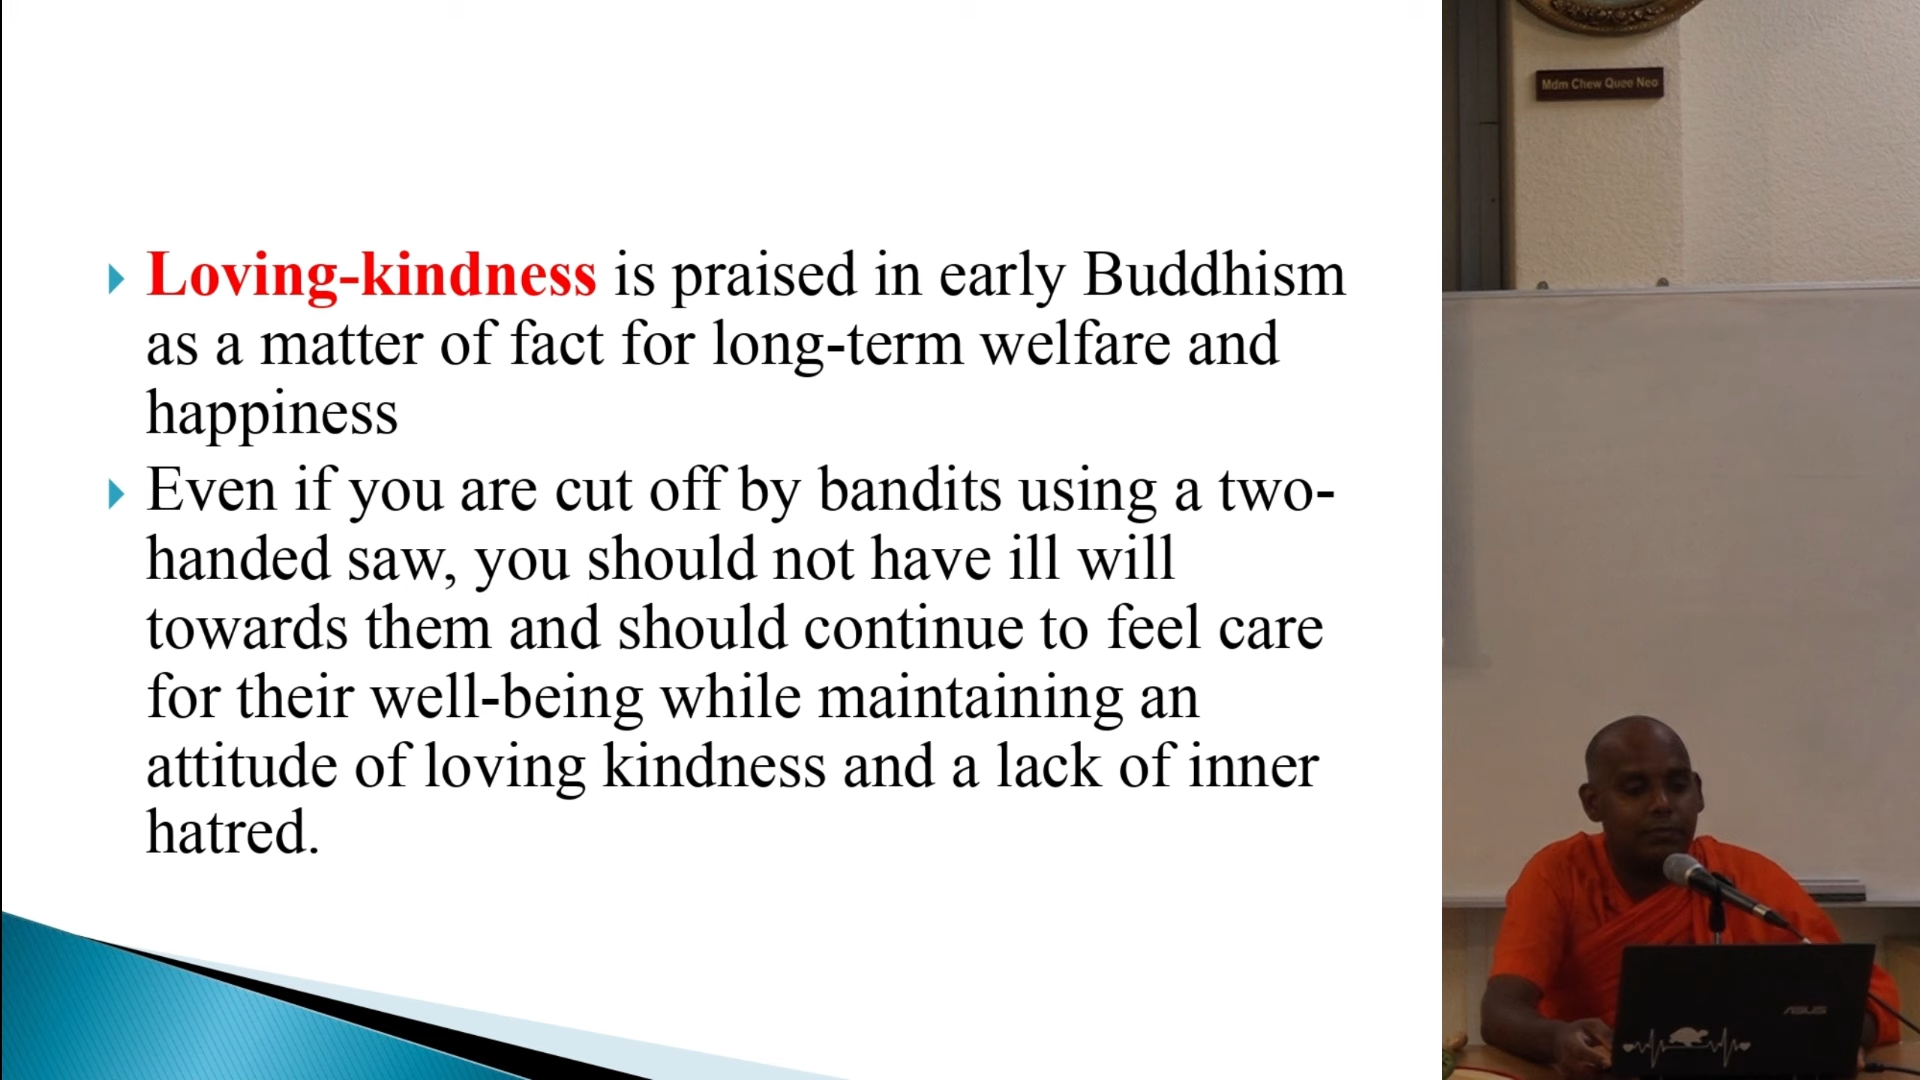 Loving-kindness is praised in early Buddhism
as a matter of fact for long-term welfare and
happiness
Even if you are cut off by bandits using a two-
handed saw, you should not have ill will
towards them and should continue to feel care
for their well-being while maintaining an
attitude of loving kindness and a lack of inner
hatred.
Mdm Chew Quee Neo
ASUS